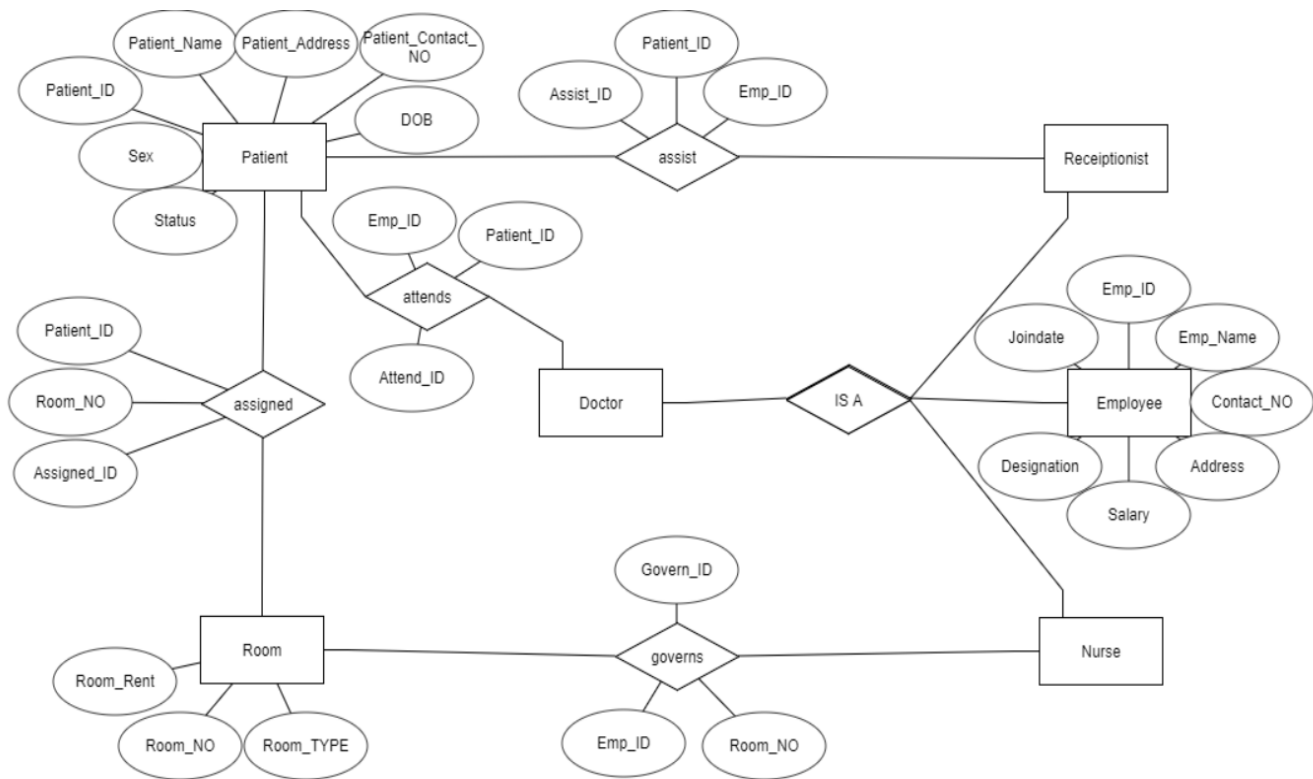 Patient_Name
Patient_Address
Patient_Contact_
NO
Patient_ID
DOB
Sex
Patient
Status
Patient_ID
Assist_ID
Emp_ID
assist
Receiptionist
Emp_ID
Patient_ID
attends
Attend_ID
Patient_ID
Room_NO
assigned
Assigned_ID
Doctor
IS A
Emp_ID
Joindate
Emp_Name
Employee
Contact_NO
Designation
Address
Salary
Govern_ID
Room
governs
Nurse
Room_Rent
Room_NO
Room_TYPE
Emp_ID
Room_NO